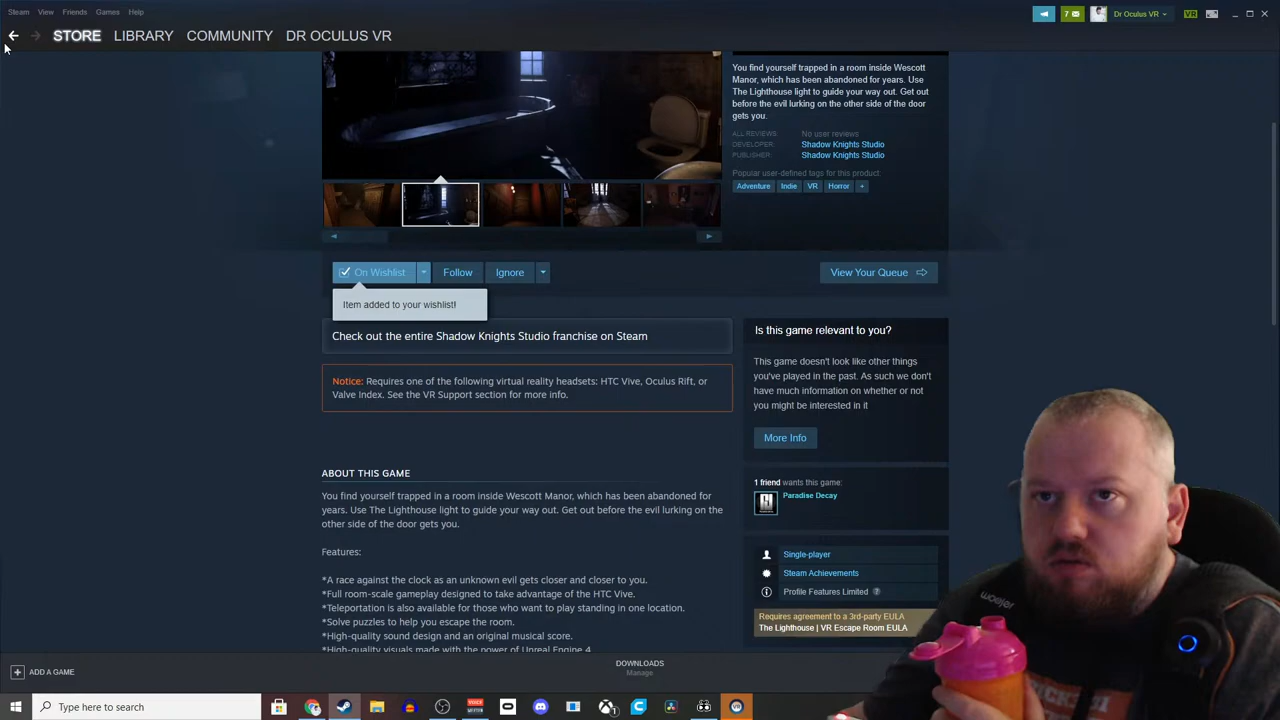 Steam View Friends Games Help
7
Dr Oculus VR
VR
STORE LIBRARY COMMUNITY DR OCULUS VR
You find yourself trapped in a room inside Wescott
Manor, which has been abandoned for years. Use
The Lighthouse light to guide your way out. Get out
before the evil lurking on the other side of the door
gets you.
ALL REVIEWS: No user reviews
DEVELOPER: Shadow Knights Studio
PUBLISHER: Shadow Knights Studio
Popular user-defined tags for this product:
Adventure Indie VR Horror +
On Wishlist Follow Ignore View Your Queue
Item added to your wishlist!
Check out the entire Shadow Knights Studio franchise on Steam
Notice: Requires one of the following virtual reality headsets: HTC Vive, Oculus Rift, or
Valve Index. See the VR Support section for more info.
ABOUT THIS GAME
You find yourself trapped in a room inside Wescott Manor, which has been abandoned for
years. Use The Lighthouse light to guide your way out. Get out before the evil lurking on the
other side of the door gets you.
Features:
*A race against the clock as an unknown evil gets closer and closer to you.
*Full room-scale gameplay designed to take advantage of the HTC Vive.
*Teleportation is also available for those who want to play standing in one location.
*Solve puzzles to help you escape the room.
*High-quality sound design and an original musical score.
*High-quality visuals made with the power of Unreal Engine 4
Is this game relevant to you?
This game doesn't look like other things
you've played in the past. As such we don't
have much information on whether or not
you might be interested in it
More Info
1 friend wants this game:
Paradise Decay
Single-player
Steam Achievements
Profile Features Limited ?
Requires agreement to a 3rd-party EULA
The Lighthouse | VR Escape Room EULA
woejer
ADD A GAME
DOWNLOADS
Manage
Type here to search